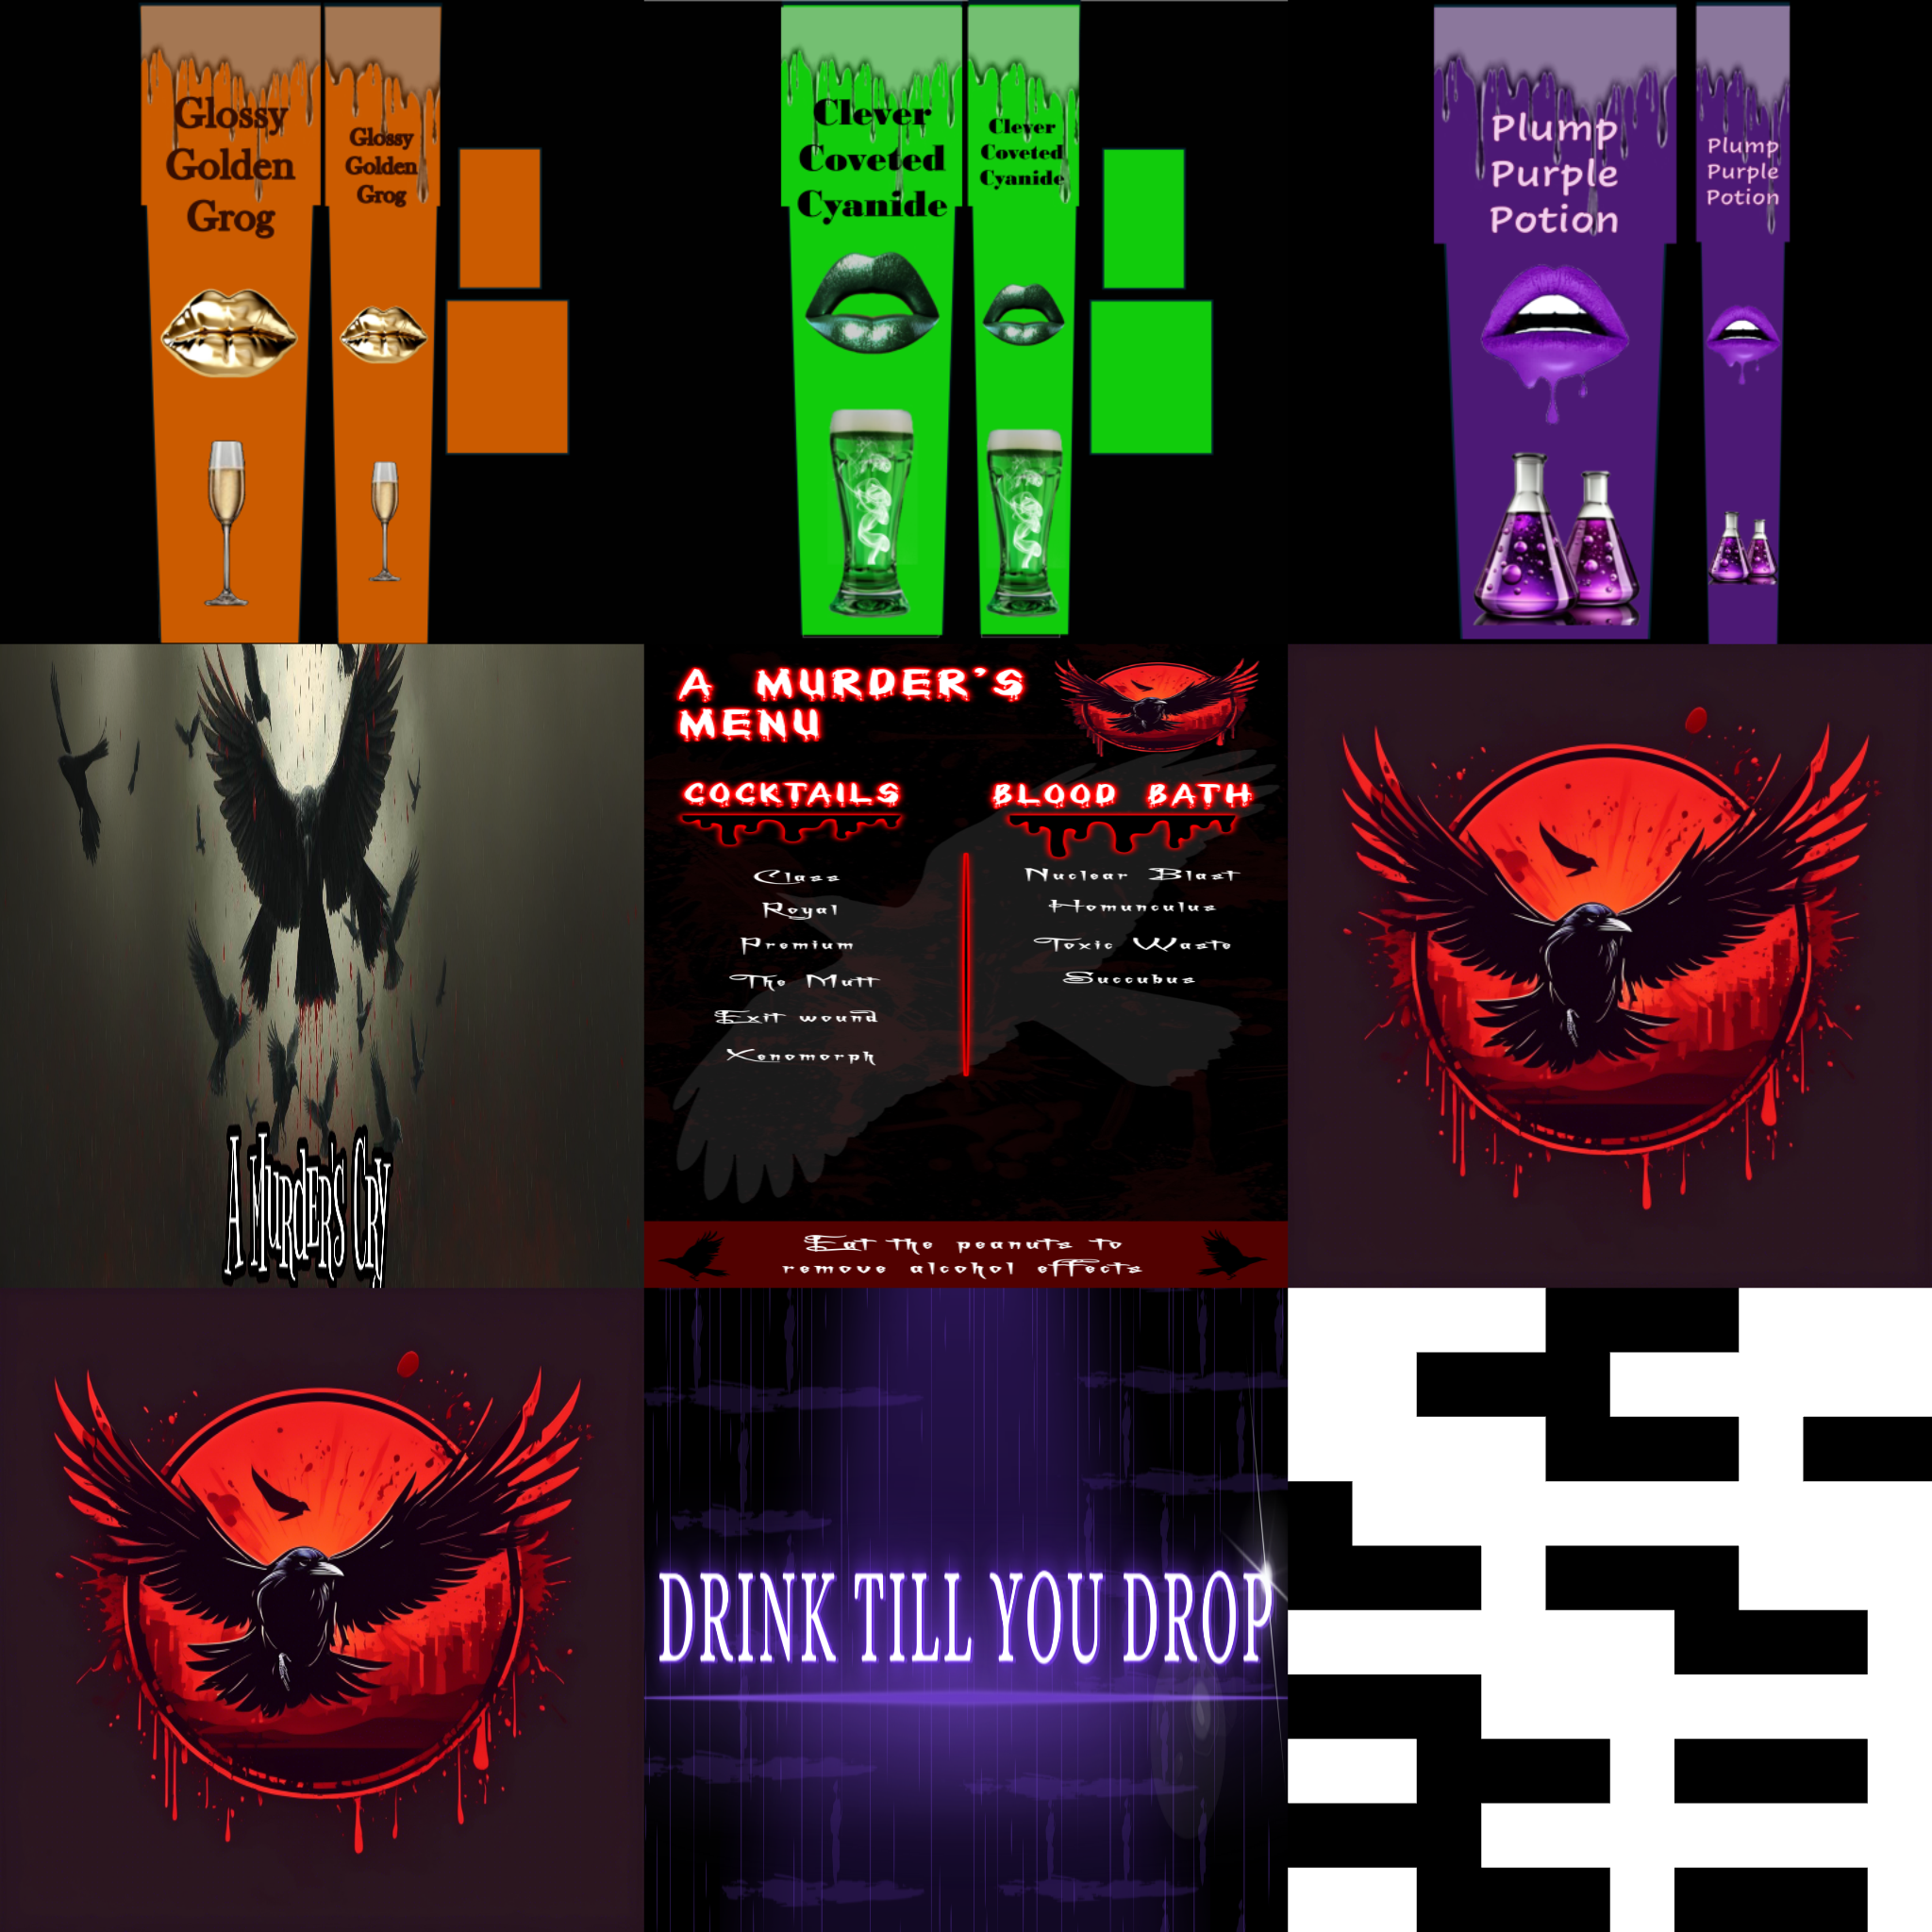 Glossy
Golden
Grog
Glossy
Golden
Grog
Clever
Coveted
Cyanide
Clever
Coveted
Cyanide
Plump
Purple
Potion
Plump
Purple
Potion
A Murder's Cry
A MURDER'S
MENU
COCKTAILS
Class
Royal
Premium
The Mutt
Exit wound
Xenomorph
BLOOD BATH
Nuclear Blast
Homunculus
Toxic Waste
Succubus
Eat the peanuts to
remove alcohol effects
DRINK TILL YOU DROP